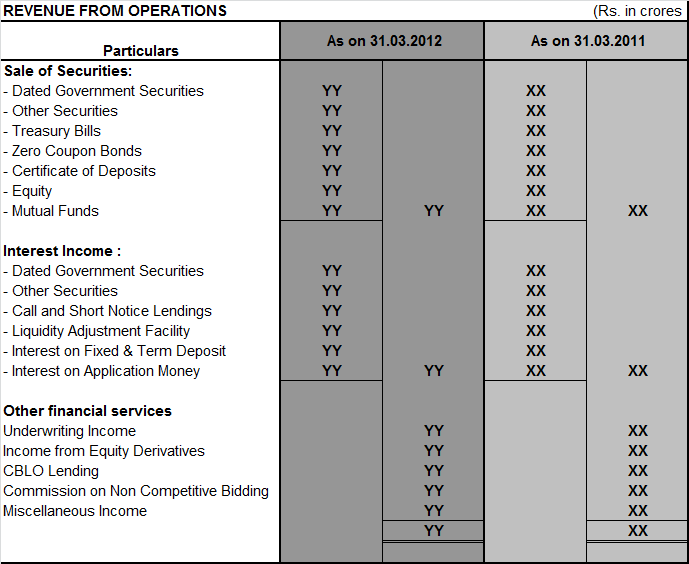 REVENUE FROM OPERATIONS (Rs. in crores
Particulars As on 31.03.2012 As on 31.03.2011
Sale of Securities:
- Dated Government Securities YY XX
- Other Securities YY XX
- Treasury Bills YY XX
- Zero Coupon Bonds YY XX
- Certificate of Deposits YY XX
- Equity YY XX
- Mutual Funds YY YY XX XX
Interest Income :
- Dated Government Securities YY XX
- Other Securities YY XX
- Call and Short Notice Lendings YY XX
- Liquidity Adjustment Facility YY XX
- Interest on Fixed & Term Deposit YY XX
- Interest on Application Money YY YY XX XX
Other financial services
Underwriting Income YY XX
Income from Equity Derivatives YY XX
CBLO Lending YY XX
Commission on Non Competitive Bidding YY XX
Miscellaneous Income YY XX
YY XX